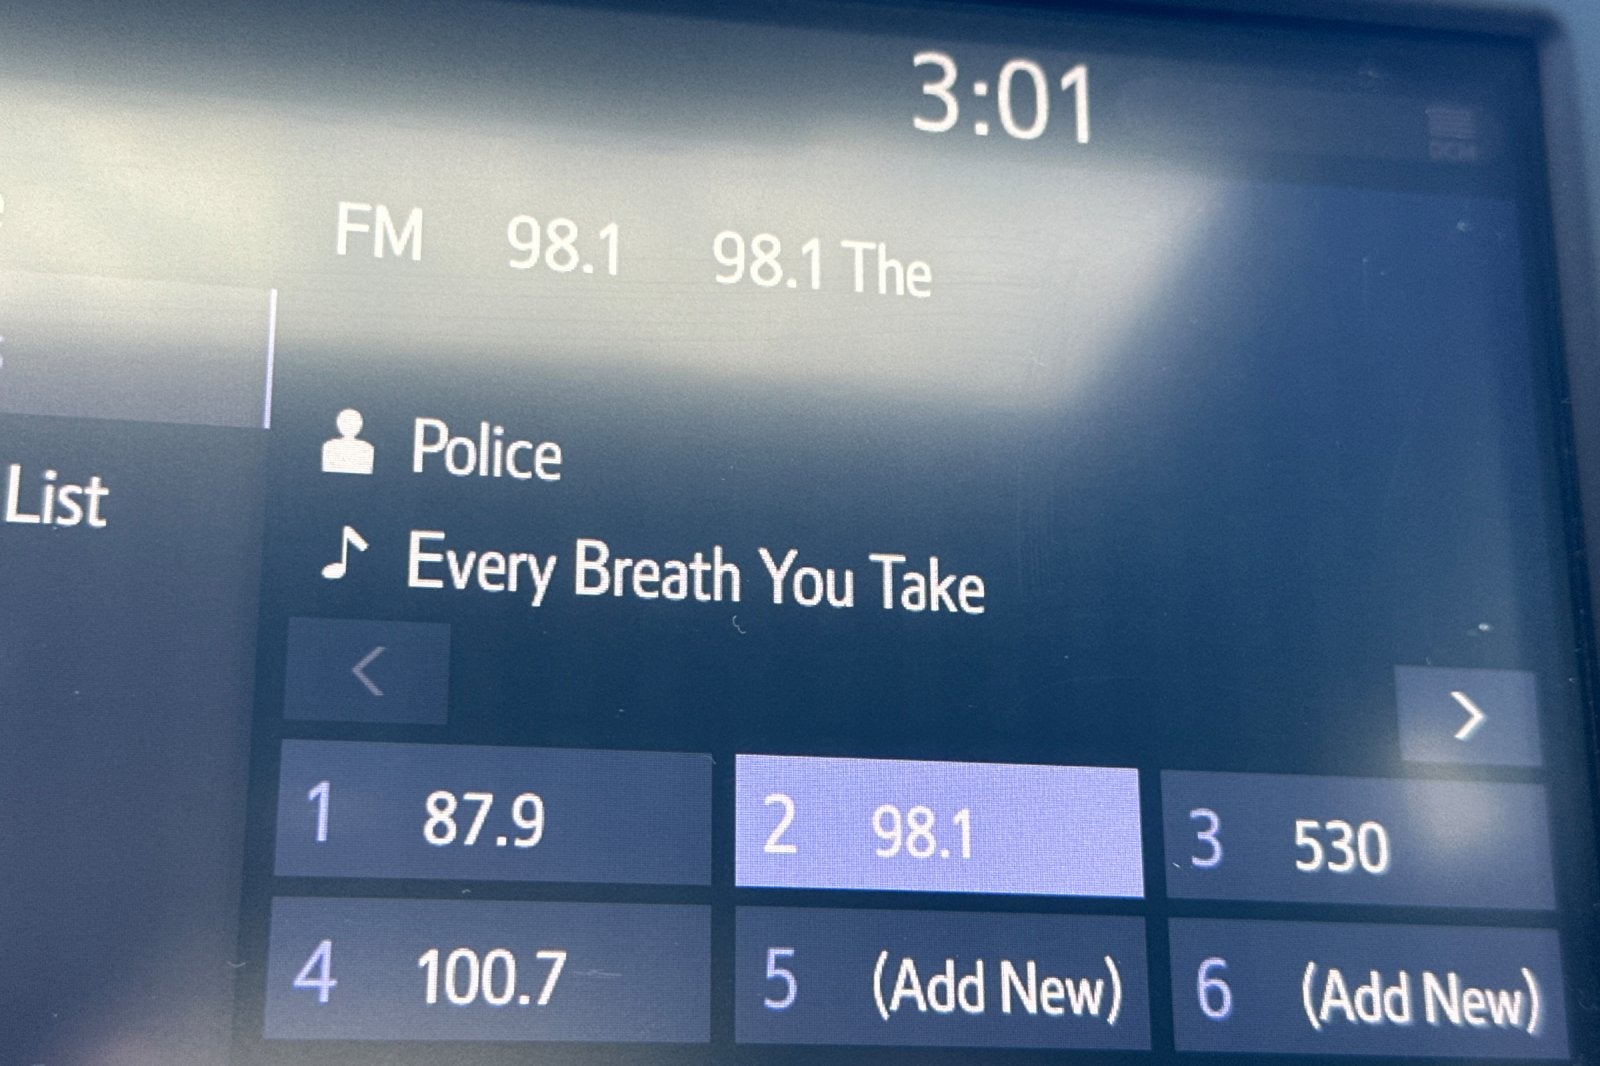 3:01
FM 98.1 98.1 The
Police
List
Every Breath You Take
1 87.9 2 98.1 3 530
4 100.7 5 (Add New) 6 (Add New)